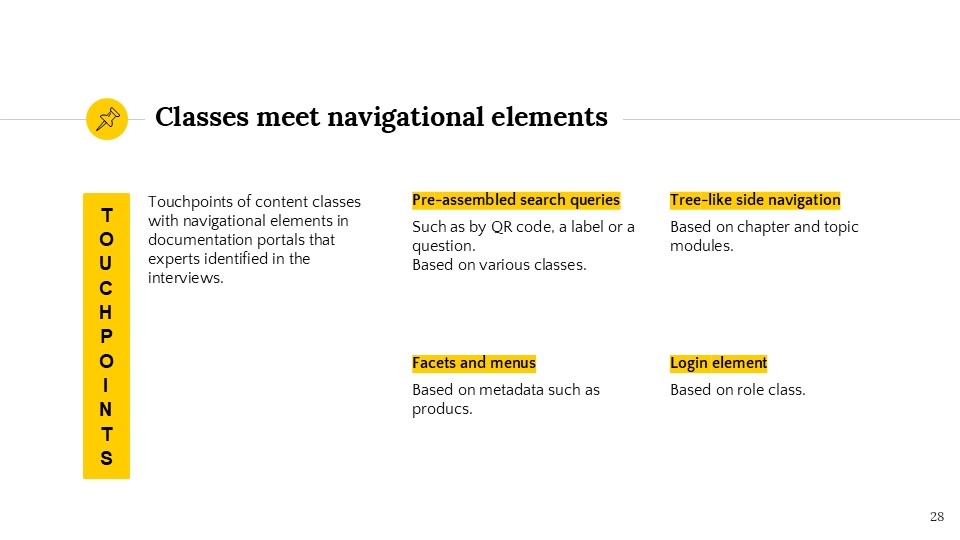 Classes meet navigational elements
T
O
U
C
H
P
O
I
N
T
S
Touchpoints of content classes
with navigational elements in
documentation portals that
experts identified in the
interviews.
Pre-assembled search queries
Such as by QR code, a label or a
question.
Based on various classes.
Tree-like side navigation
Based on chapter and topic
modules.
Facets and menus
Based on metadata such as
producs.
Login element
Based on role class.
28